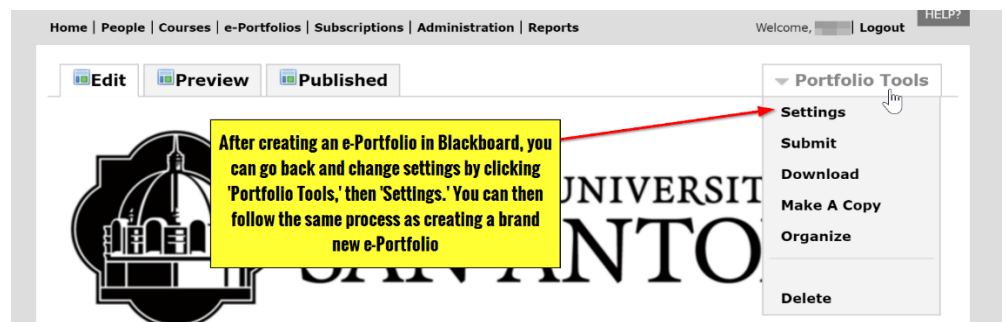 HELP?
Home | People | Courses | e-Portfolios | Subscriptions | Administration | Reports
Welcome, | Logout
Edit
Preview
Published
Portfolio Tools
Settings
Submit
Download
Make A Copy
Organize
Delete
After creating an e-Portfolio in Blackboard, you
can go back and change settings by clicking
'Portfolio Tools,' then 'Settings.' You can then
follow the same process as creating a brand
new e-Portfolio
UNIVERSIT
SAN ANTO